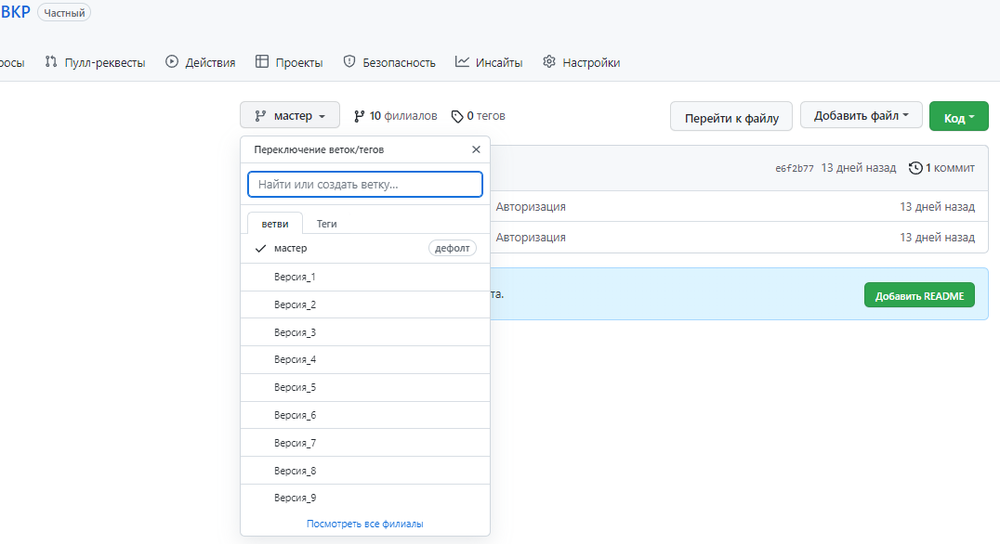 ВКР Частный
росы Пулл-реквесты Действия Проекты Безопасность Инсайты Настройки
мастер 10 филиалов 0 тегов Перейти к файлу Добавить файл Код
Переключение веток/тегов
Найти или создать ветку...
e6f2b77 13 дней назад 1 коммит
Авторизация 13 дней назад
Авторизация 13 дней назад
ветви Теги
мастер дефолт
Версия_1
Версия_2
Версия_3
Версия_4
Версия_5
Версия_6
Версия_7
Версия_8
Версия_9
Посмотреть все филиалы
та. Добавить README